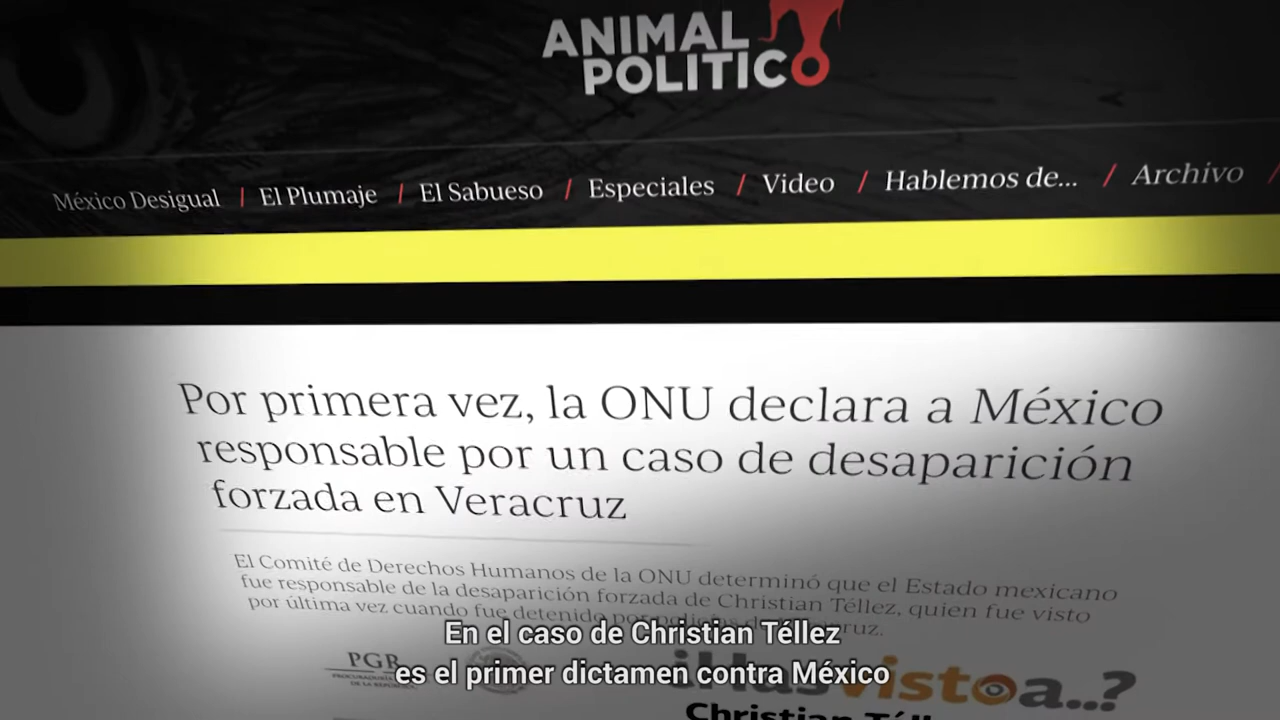 ANIMAL
POLITICO
México Desigual / El Plumaje / El Sabueso / Especiales / Video / Hablemos de... / Archivo /
Por primera vez, la ONU declara a México
responsable por un caso de desaparición
forzada en Veracruz
El Comité de Derechos Humanos de la ONU determinó que el Estado mexicano
fue responsable de la desaparición forzada de Christian Téllez, quien fue visto
por última vez cuando fue detenido
En el caso de Christian Téllez
es el primer dictamen contra México
PGR
¿Has visto a..?
Christian